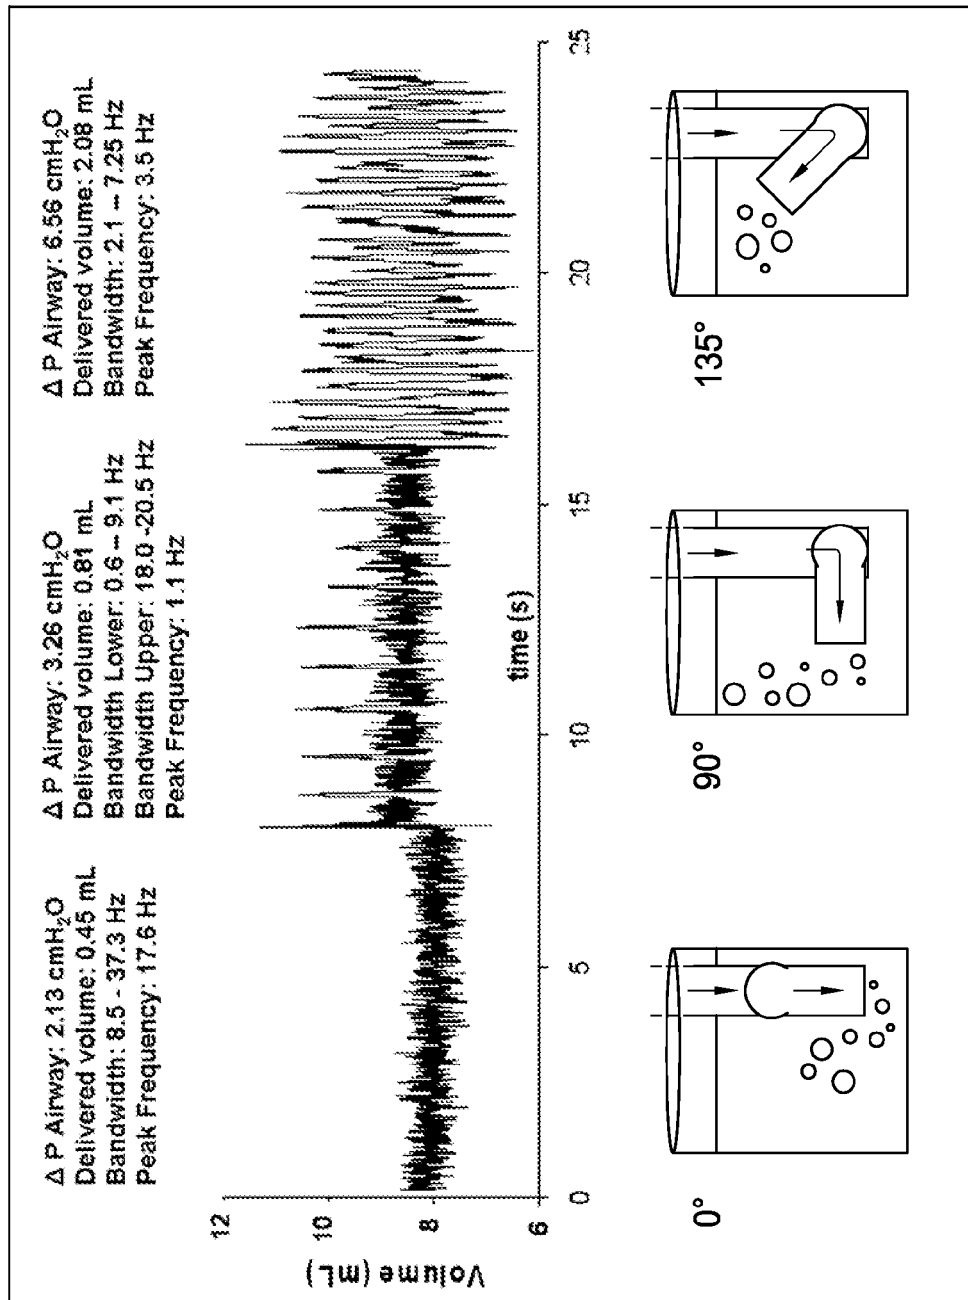 Δ P Airway: 2.13 cmH₂O
Delivered volume: 0.45 mL
Bandwidth: 8.5 - 37.3 Hz
Peak Frequency: 17.6 Hz
Δ P Airway: 3.26 cmH₂O
Delivered volume: 0.81 mL
Bandwidth Lower: 0.6 – 9.1 Hz
Bandwidth Upper: 18.0 -20.5 Hz
Peak Frequency: 1.1 Hz
Δ P Airway: 6.56 cmH₂O
Delivered volume: 2.08 mL
Bandwidth: 2.1 – 7.25 Hz
Peak Frequency: 3.5 Hz
Volume (mL)
12
10
8
6
0
5
10
15
20
25
time (s)
0°
90°
135°